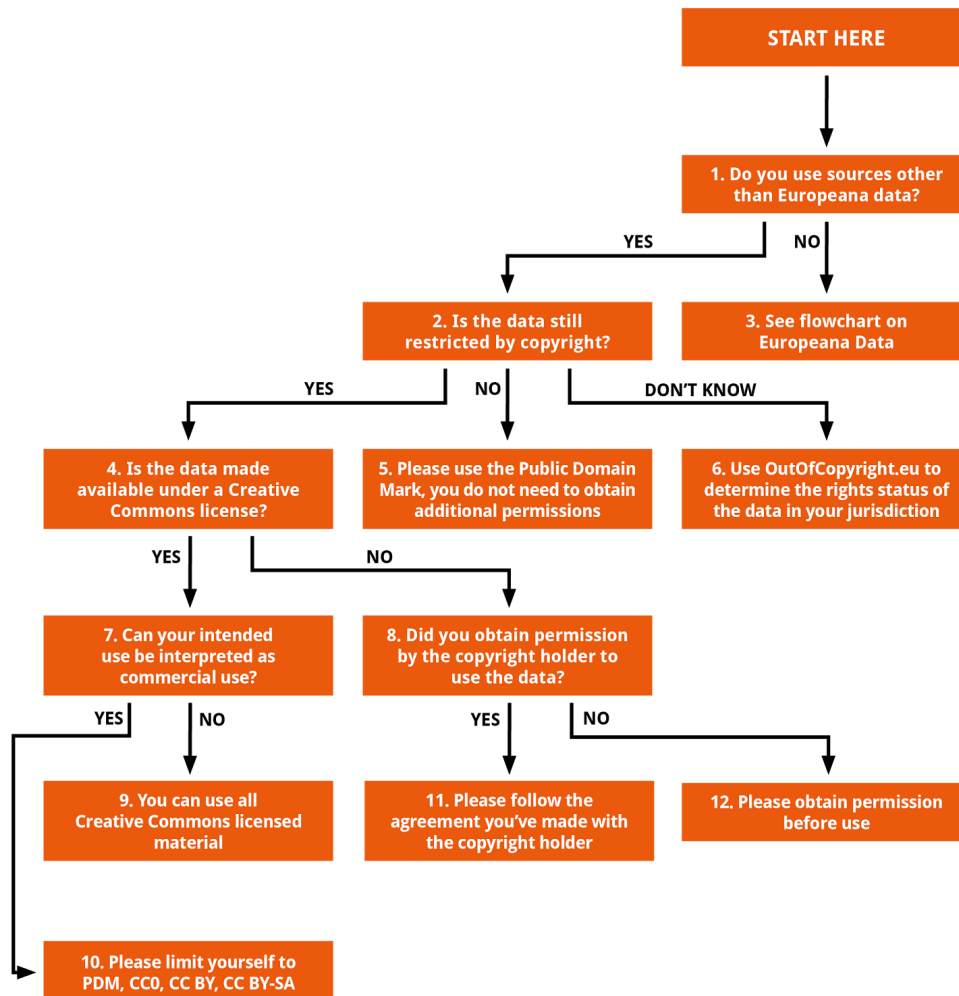 START HERE
1. Do you use sources other
than Europeana data?
YES
NO
2. Is the data still
restricted by copyright?
3. See flowchart on
Europeana Data
YES
NO
DON’T KNOW
4. Is the data made
available under a Creative
Commons license?
5. Please use the Public Domain
Mark, you do not need to obtain
additional permissions
6. Use OutOfCopyright.eu to
determine the rights status of
the data in your jurisdiction
YES
NO
7. Can your intended
use be interpreted as
commercial use?
8. Did you obtain permission
by the copyright holder to
use the data?
YES
NO
YES
NO
9. You can use all
Creative Commons licensed
material
11. Please follow the
agreement you’ve made with
the copyright holder
12. Please obtain permission
before use
10. Please limit yourself to
PDM, CC0, CC BY, CC BY-SA